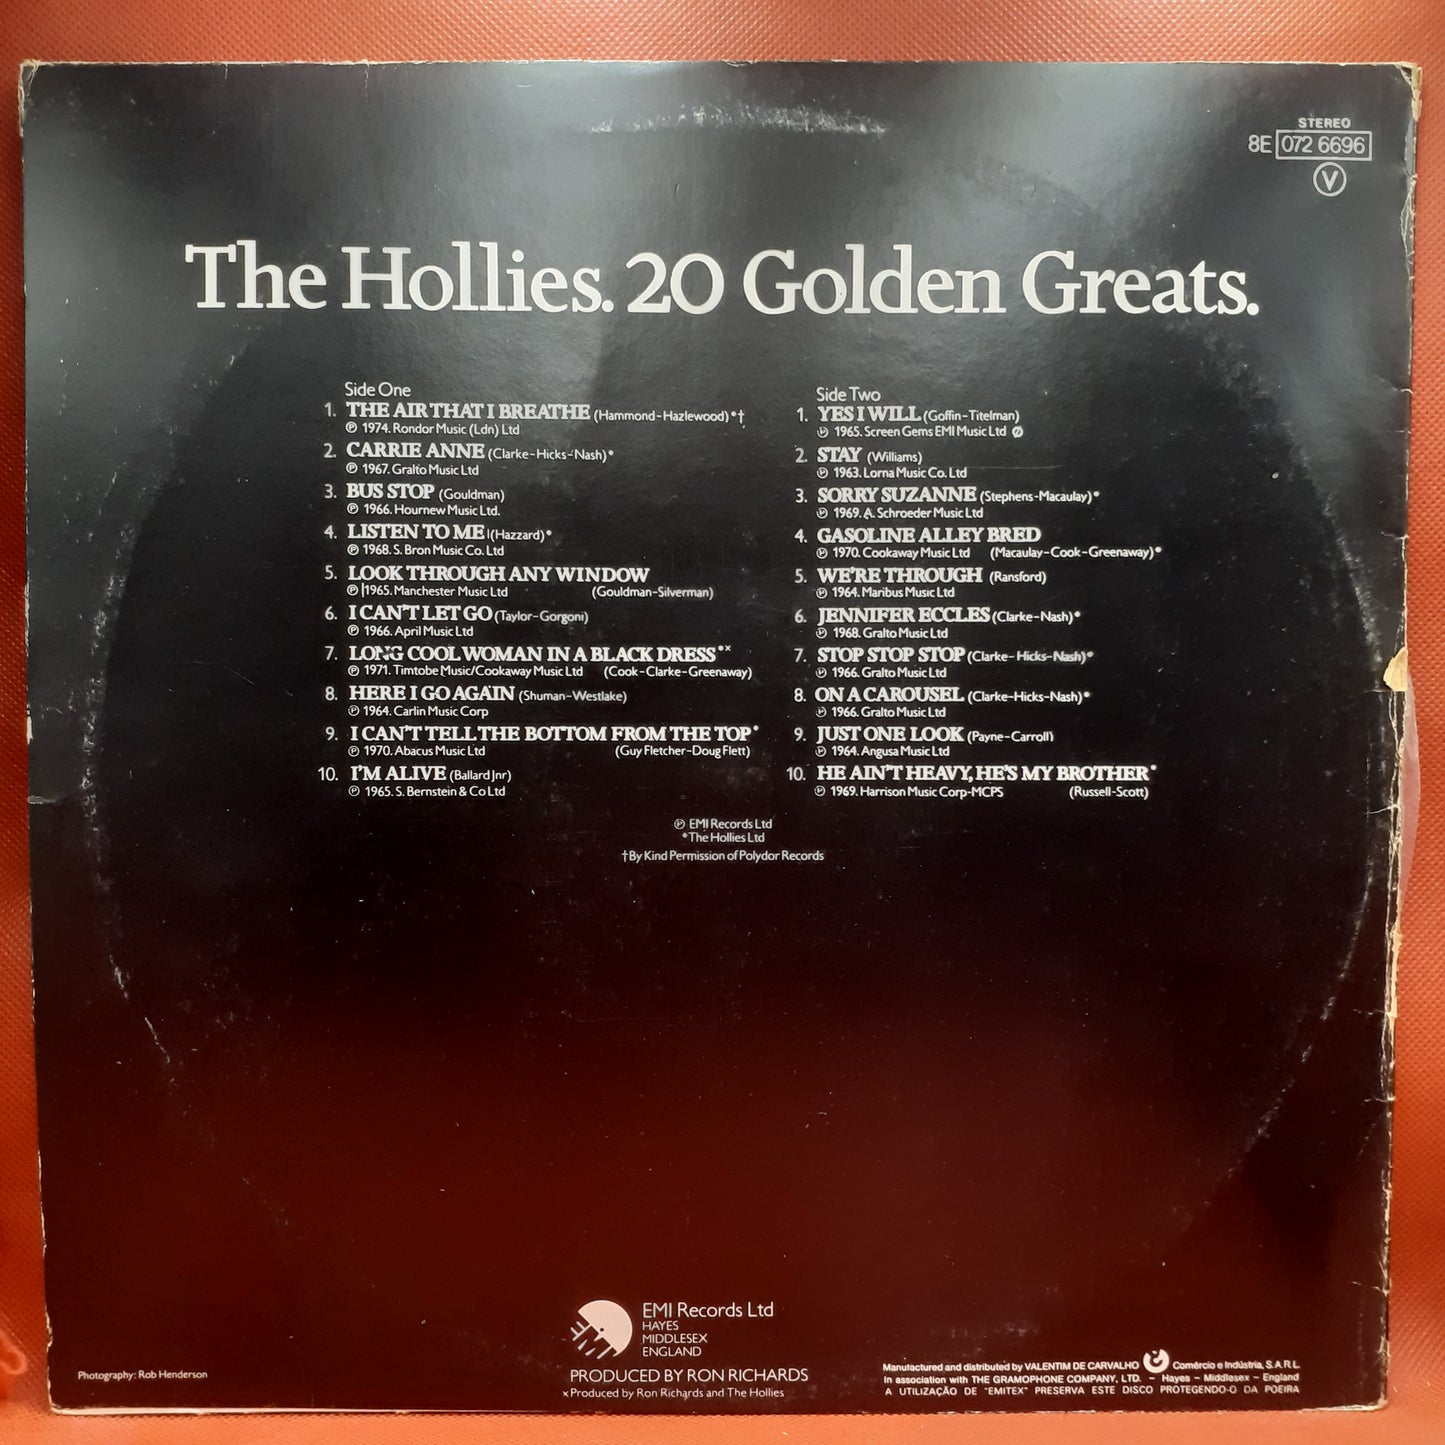 STEREO
8E 072 6696
V
The Hollies. 20 Golden Greats.
Side One
1. THE AIR THAT I BREATHE (Hammond-Hazlewood)*†
℗ 1974. Rondor Music (Ldn) Ltd
2. CARRIE ANNE (Clarke-Hicks-Nash)*
℗ 1967. Gralto Music Ltd
3. BUS STOP (Gouldman)
℗ 1966. Hournew Music Ltd.
4. LISTEN TO ME (Hazzard)*
℗ 1968. S. Bron Music Co. Ltd
5. LOOK THROUGH ANY WINDOW
℗ 1965. Manchester Music Ltd (Gouldman-Silverman)
6. I CAN'T LET GO (Taylor-Gorgoni)
℗ 1966. April Music Ltd
7. LONG COOL WOMAN IN A BLACK DRESS*×
℗ 1971. Timtobe Music/Cookaway Music Ltd (Cook-Clarke-Greenaway)
8. HERE I GO AGAIN (Shuman-Westlake)
℗ 1964. Carlin Music Corp
9. I CAN'T TELL THE BOTTOM FROM THE TOP*
℗ 1970. Abacus Music Ltd (Guy Fletcher-Doug Flett)
10. I'M ALIVE (Ballard Jnr)
℗ 1965. S. Bernstein & Co Ltd
Side Two
1. YES I WILL (Goffin-Titelman)
℗ 1965. Screen Gems EMI Music Ltd Ø
2. STAY (Williams)
℗ 1963. Lorna Music Co. Ltd
3. SORRY SUZANNE (Stephens-Macaulay)*
℗ 1969. A. Schroeder Music Ltd
4. GASOLINE ALLEY BRED
℗ 1970. Cookaway Music Ltd (Macaulay-Cook-Greenaway)*
5. WE'RE THROUGH (Ransford)
℗ 1964. Maribus Music Ltd
6. JENNIFER ECCLES (Clarke-Nash)*
℗ 1968. Gralto Music Ltd
7. STOP STOP STOP (Clarke-Hicks-Nash)*
℗ 1966. Gralto Music Ltd
8. ON A CAROUSEL (Clarke-Hicks-Nash)*
℗ 1966. Gralto Music Ltd
9. JUST ONE LOOK (Payne-Carroll)
℗ 1964. Angusa Music Ltd
10. HE AIN'T HEAVY, HE'S MY BROTHER*
℗ 1969. Harrison Music Corp-MCPS (Russell-Scott)
℗ EMI Records Ltd
*The Hollies Ltd
†By Kind Permission of Polydor Records
EMI Records Ltd
HAYES
MIDDLESEX
ENGLAND
PRODUCED BY RON RICHARDS
×Produced by Ron Richards and The Hollies
Photography: Rob Henderson
Manufactured and distributed by VALENTIM DE CARVALHO Comércio e Indústria, S.A.R.L.
In association with THE GRAMOPHONE COMPANY, LTD. - Hayes - Middlesex - England
A UTILIZAÇÃO DE "EMITEX" PRESERVA ESTE DISCO PROTEGENDO-O DA POEIRA